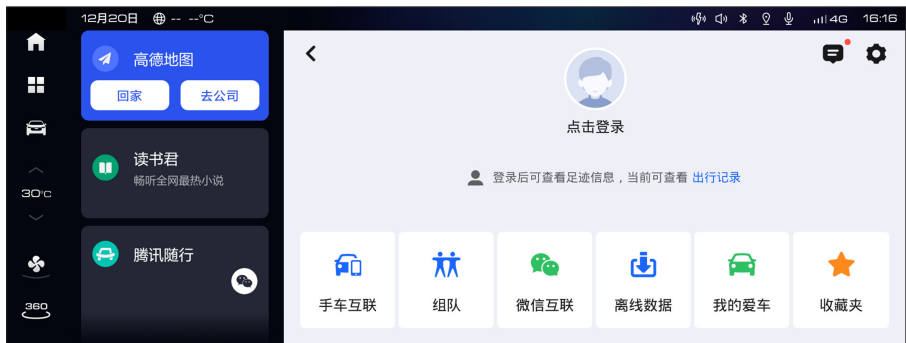 12月20日 -- --°C
4G 16:16
30°C
360
高德地图
回家 去公司
读书君
畅听全网最热小说
腾讯随行
点击登录
登录后可查看足迹信息，当前可查看 出行记录
手车互联 组队 微信互联 离线数据 我的爱车 收藏夹